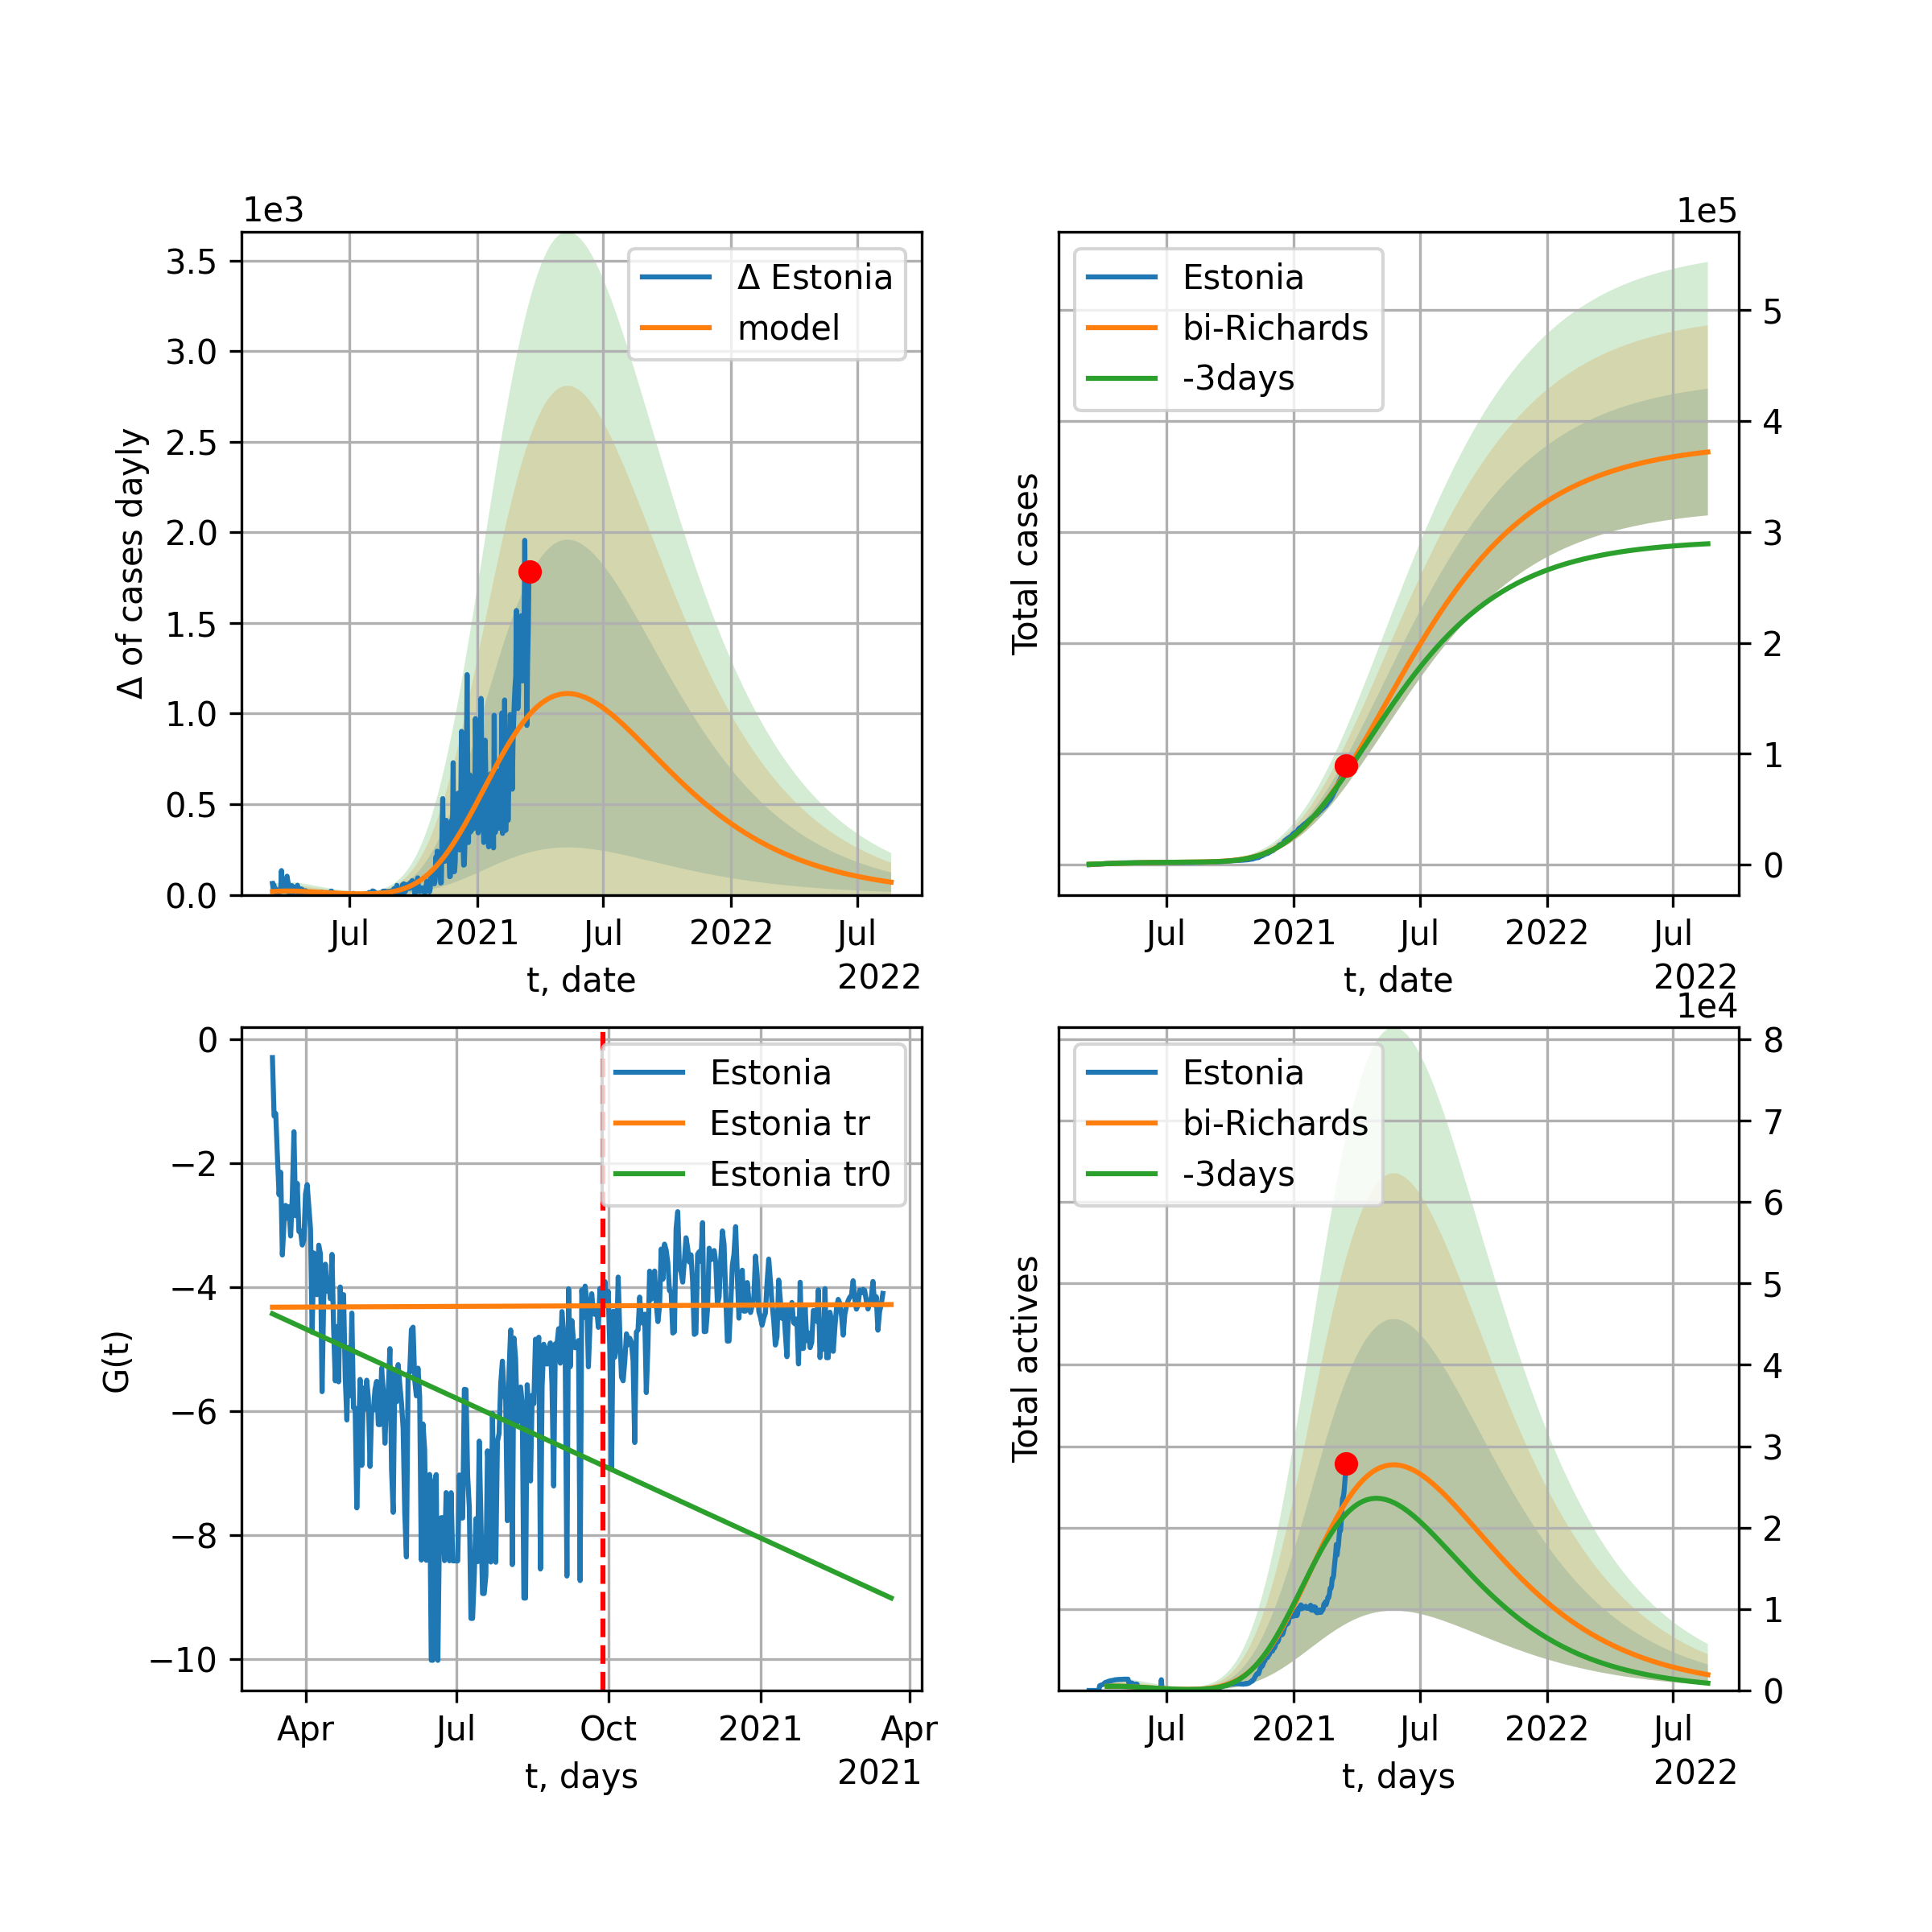 1e3
3.5
3.0
2.5
2.0
1.5
1.0
0.5
0.0
Δ of cases dayly
Δ Estonia
model
Jul
2021
Jul
2022
Jul
t, date
2022
1e5
Estonia
bi-Richards
-3days
Total cases
5
4
3
2
1
0
Jul
2021
Jul
2022
Jul
t, date
2022
0
−2
−4
−6
−8
−10
G(t)
Estonia
Estonia tr
Estonia tr0
Apr
Jul
Oct
2021
Apr
t, days
2021
1e4
Estonia
bi-Richards
-3days
Total actives
8
7
6
5
4
3
2
1
0
Jul
2021
Jul
2022
Jul
t, days
2022